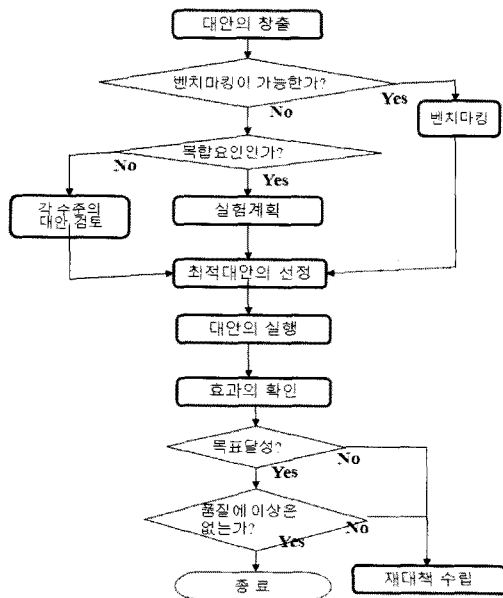 대안의 창출
벤치마킹이 가능한가?
Yes
No
벤치마킹
복합요인인가?
No
Yes
각 수준의
대안 검토
실험계획
최적대안의 선정
대안의 실행
효과의 확인
목표달성?
No
Yes
품질에 이상은
없는가?
No
Yes
종료
재대책 수립